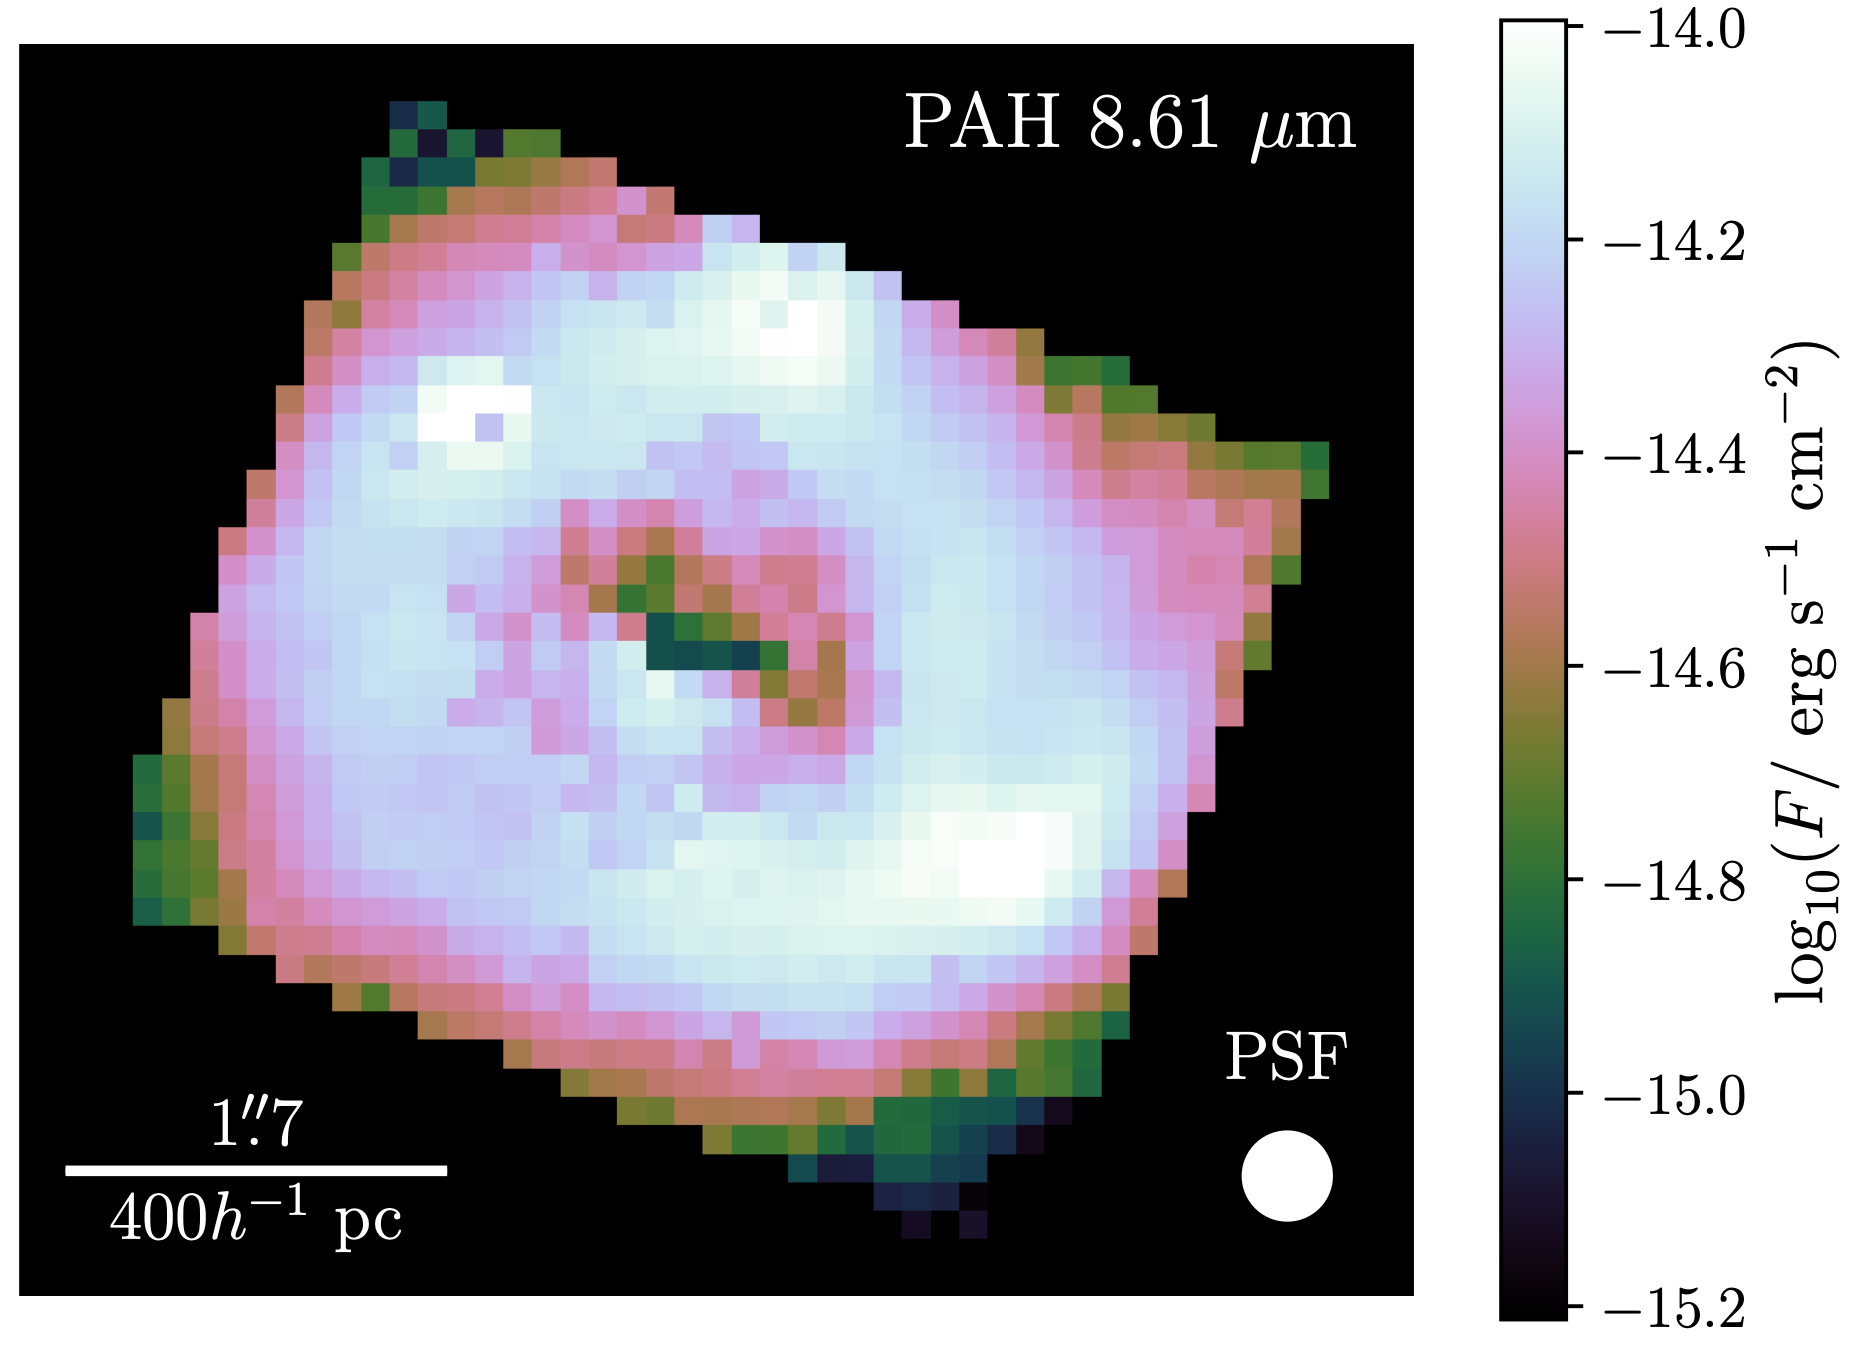 PAH 8.61 μm
PSF
1″.7
400h⁻¹ pc
−14.0
−14.2
−14.4
−14.6
−14.8
−15.0
−15.2
log₁₀(F/ erg s⁻¹ cm⁻²)